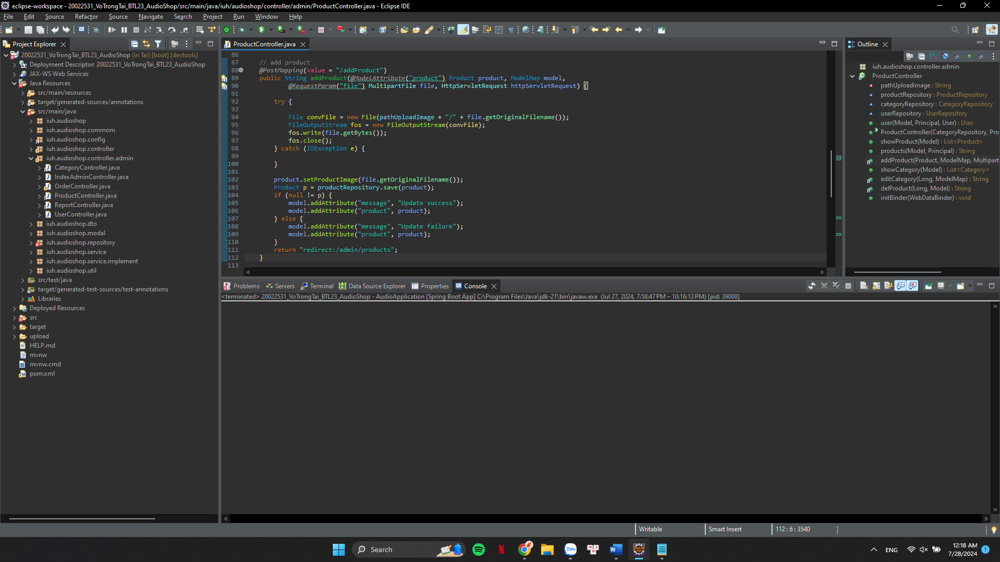 eclipse-workspace - 20022531_VoTrongTai_BTL23_AudioShop/src/main/java/iuh/audioshop/controller/admin/ProductController.java - Eclipse IDE
File Edit Source Refactor Source Navigate Search Project Run Window Help
Project Explorer
20022531_VoTrongTai_BTL23_AudioShop (in Tai) [boot] [devtools]
Deployment Descriptor: 20022531_VoTrongTai_BTL23_AudioShop
JAX-WS Web Services
Java Resources
src/main/resources
target/generated-sources/annotations
src/main/java
iuh.audioshop
iuh.audioshop.commom
iuh.audioshop.config
iuh.audioshop.controller
iuh.audioshop.controller.admin
CategoryController.java
IndexAdminController.java
OrderController.java
ProductController.java
ReportController.java
UserController.java
iuh.audioshop.dto
iuh.audioshop.modal
iuh.audioshop.repository
iuh.audioshop.service
iuh.audioshop.service.implement
iuh.audioshop.util
src/test/java
target/generated-test-sources/test-annotations
Libraries
Deployed Resources
src
target
upload
HELP.md
mvnw
mvnw.cmd
pom.xml
ProductController.java
86
87 // add product
88 @PostMapping(value = "/addProduct")
89 public String addProduct(@ModelAttribute("product") Product product, ModelMap model,
90 @RequestParam("file") MultipartFile file, HttpServletRequest httpServletRequest) {
91
92 try {
93
94 File convFile = new File(pathUploadImage + "/" + file.getOriginalFilename());
95 FileOutputStream fos = new FileOutputStream(convFile);
96 fos.write(file.getBytes());
97 fos.close();
98 } catch (IOException e) {
99
100 }
101
102 product.setProductImage(file.getOriginalFilename());
103 Product p = productRepository.save(product);
104 if (null != p) {
105 model.addAttribute("message", "Update success");
106 model.addAttribute("product", product);
107 } else {
108 model.addAttribute("message", "Update failure");
109 model.addAttribute("product", product);
110 }
111 return "redirect:/admin/products";
112 }
113
Outline
iuh.audioshop.controller.admin
ProductController
pathUploadImage : String
productRepository : ProductRepository
categoryRepository : CategoryRepository
userRepository : UserRepository
user(Model, Principal, User) : User
ProductController(CategoryRepository, Pro
showProduct(Model) : List<Product>
products(Model, Principal) : String
addProduct(Product, ModelMap, Multipart
showCategory(Model) : List<Category>
editCategory(Long, ModelMap) : String
delProduct(Long, Model) : String
initBinder(WebDataBinder) : void
Problems Servers Terminal Data Source Explorer Properties Console
<terminated> 20022531_VoTrongTai_BTL23_AudioShop - AudioApplication [Spring Boot App] C:\Program Files\Java\jdk-21\bin\javaw.exe (Jul 27, 2024, 7:58:47 PM – 10:16:13 PM) [pid: 39008]
Writable Smart Insert 112 : 6 : 3540
Search
Zalo
ENG
12:18 AM
7/28/2024
1